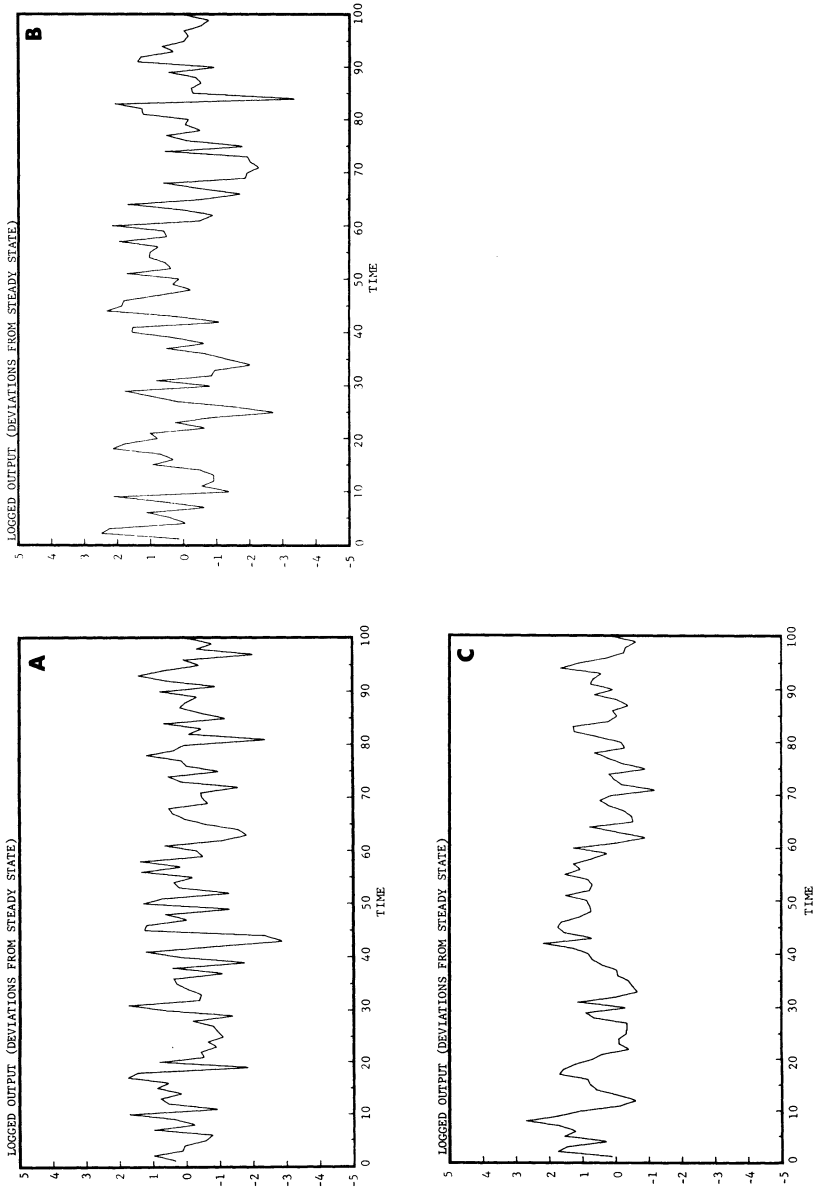 A
LOGGED OUTPUT (DEVIATIONS FROM STEADY STATE)
5
4
3
2
1
0
-1
-2
-3
-4
-5
0 10 20 30 40 50 60 70 80 90 100
TIME
B
LOGGED OUTPUT (DEVIATIONS FROM STEADY STATE)
5
4
3
2
1
0
-1
-2
-3
-4
-5
0 10 20 30 40 50 60 70 80 90 100
TIME
C
LOGGED OUTPUT (DEVIATIONS FROM STEADY STATE)
5
4
3
2
1
0
-1
-2
-3
-4
-5
0 10 20 30 40 50 60 70 80 90 100
TIME